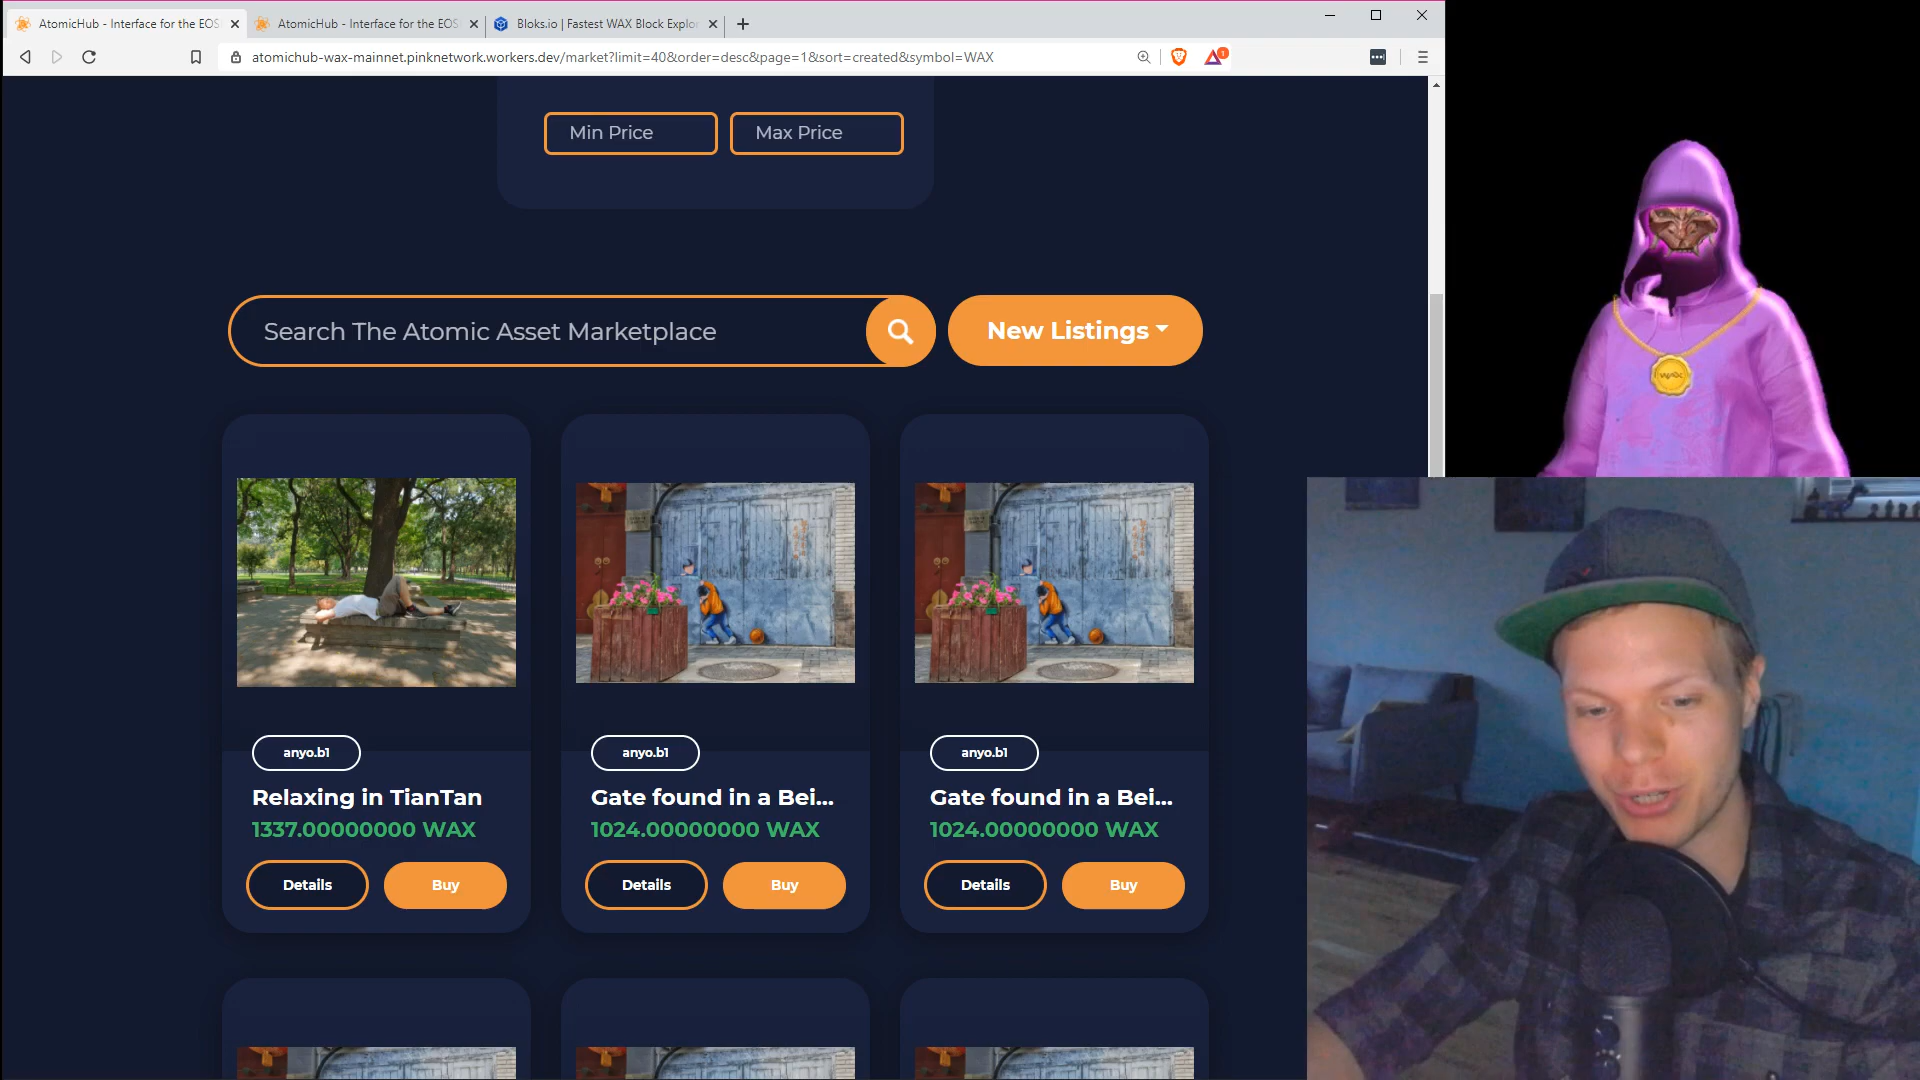 AtomicHub - Interface for the EOS
AtomicHub - Interface for the EOS
Bloks.io | Fastest WAX Block Explor
atomichub-wax-mainnet.pinknetwork.workers.dev/market?limit=40&order=desc&page=1&sort=created&symbol=WAX
1
Min Price
Max Price
Search The Atomic Asset Marketplace
New Listings
anyo.b1
anyo.b1
anyo.b1
Relaxing in TianTan
Gate found in a Bei...
Gate found in a Bei...
1337.00000000 WAX
1024.00000000 WAX
1024.00000000 WAX
Details
Buy
Details
Buy
Details
Buy